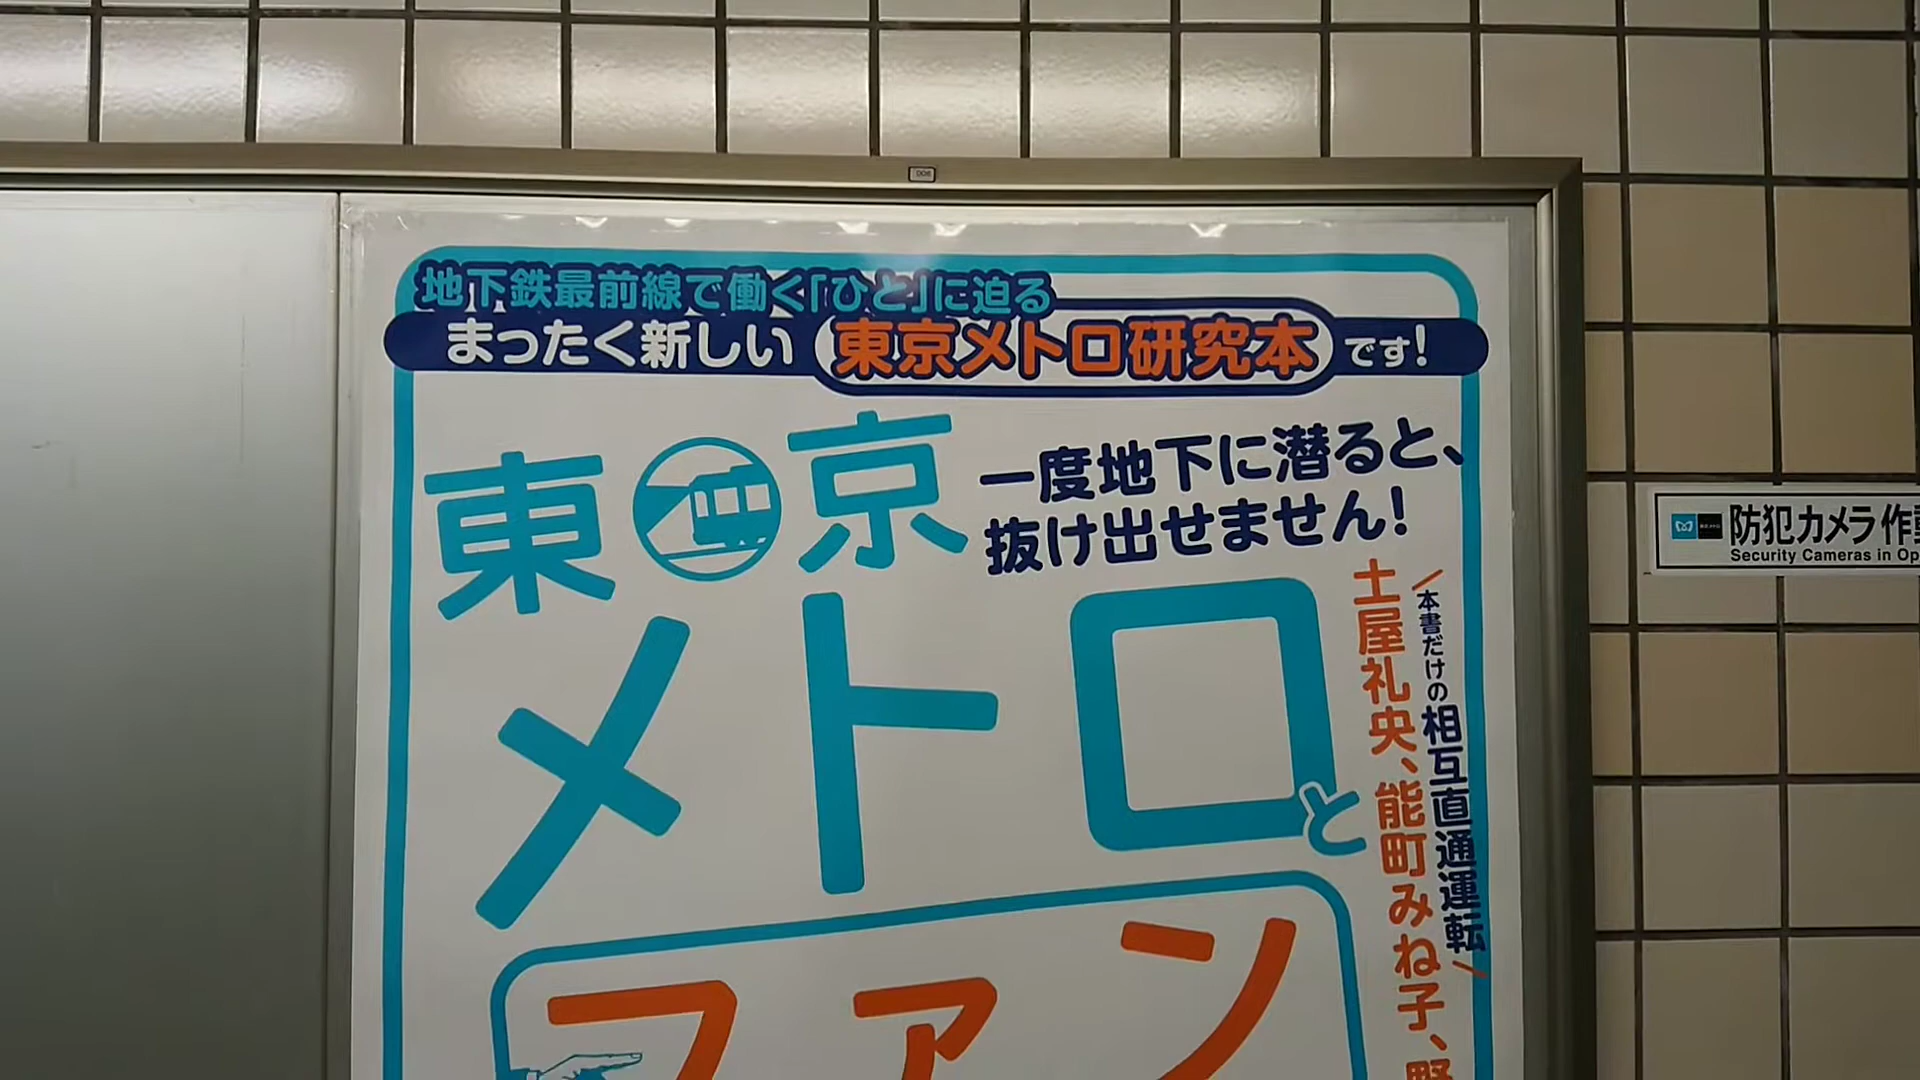 地下鉄最前線で働く「ひと」に迫る
まったく新しい 東京メトロ研究本 です!
東京
メトロと
ファン
一度地下に潜ると、
抜け出せません!
本書だけの相互直通運転
土屋礼央、能町みね子、野
防犯カメラ作動
Security Cameras in Op